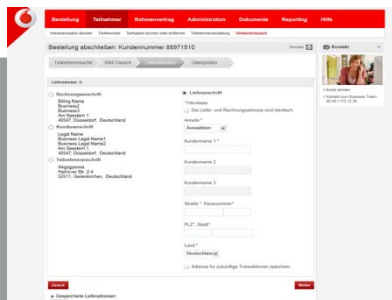 Bestellung Teilnehmer Rahmenvertrag Administration Dokumente Reporting Hilfe
Bestellung abschließen: Kundennummer 88971510
Kontakt
Teilnehmersuche SIM-Tausch Lieferadresse Überprüfen
Lieferadresse
Rechnungsanschrift
Billing Name
Business2
Business3
Am Seestern 1
40547, Düsseldorf, Deutschland
Kundenanschrift
Legal Name
Business Legal Name1
Business Legal Name2
Am Seestern 1
40547, Düsseldorf, Deutschland
Teilnehmeranschrift
Hannover Str. 2-4
Deutschland
Lieferanschrift
*Pflichtfelder
Die Liefer- und Rechnungsadresse sind identisch.
Anrede *
Auswählen
Kundenname 1 *
Kundenname 2
Kundenname 3
Straße *, Hausnummer*
PLZ*, Stadt*
Land *
Deutschland
Adresse für zukünftige Transaktionen speichern.
Zurück
Weiter
Gespeicherte Lieferadressen